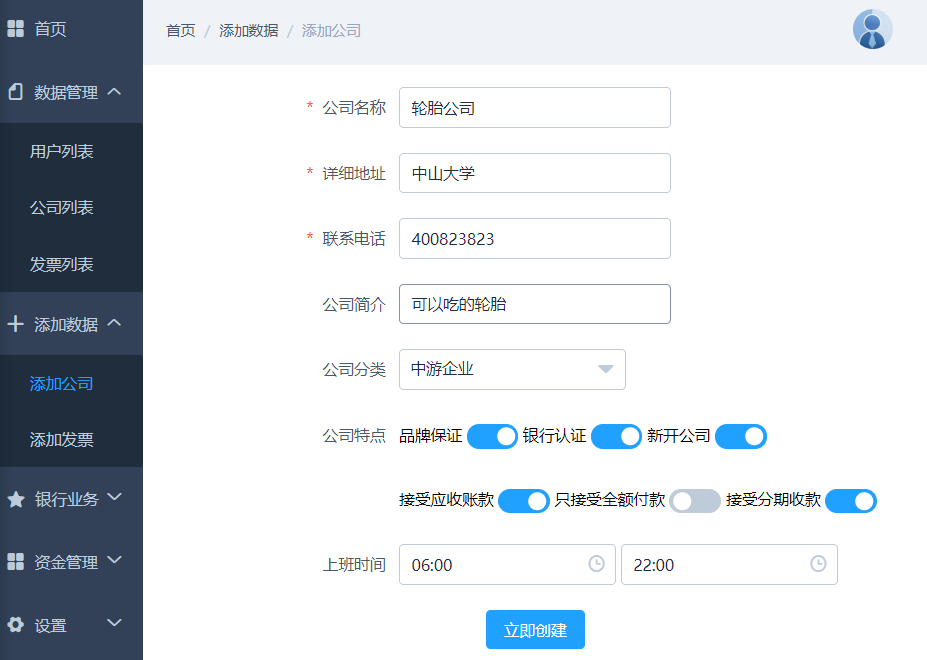 首页
数据管理
用户列表
公司列表
发票列表
添加数据
添加公司
添加发票
银行业务
资金管理
设置
首页 / 添加数据 / 添加公司
* 公司名称 轮胎公司
* 详细地址 中山大学
* 联系电话 400823823
公司简介 可以吃的轮胎
公司分类 中游企业
公司特点 品牌保证 银行认证 新开公司
接受应收账款 只接受全额付款 接受分期收款
上班时间 06:00 22:00
立即创建